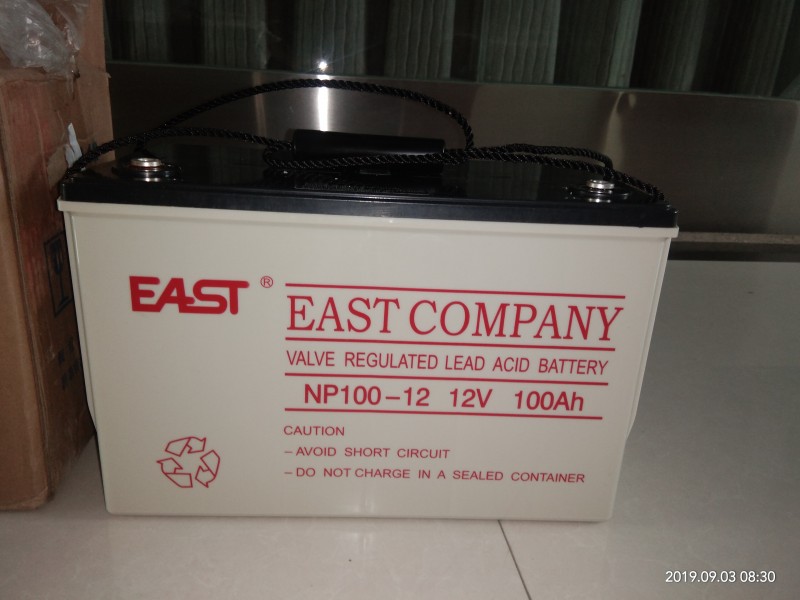 EAST ®
EAST COMPANY
VALVE REGULATED LEAD ACID BATTERY
NP100-12 12V 100Ah
CAUTION
– AVOID SHORT CIRCUIT
– DO NOT CHARGE IN A SEALED CONTAINER
2019.09.03 08:30